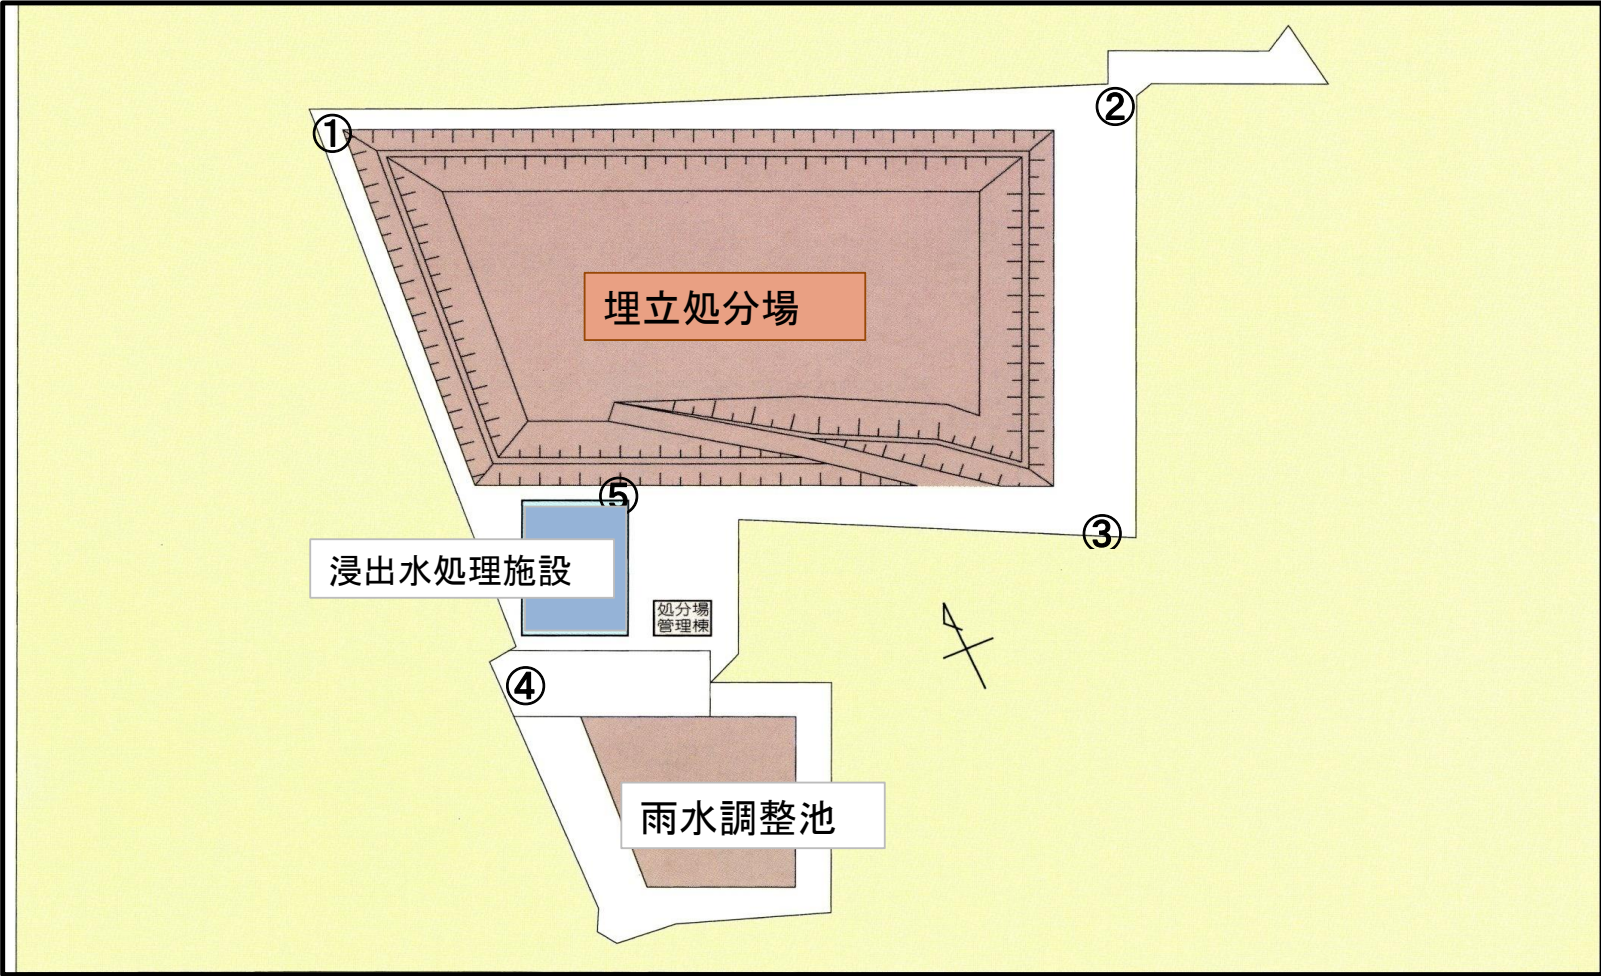 ②
①
埋立処分場
⑤
③
浸出水処理施設
処分場
管理棟
④
雨水調整池